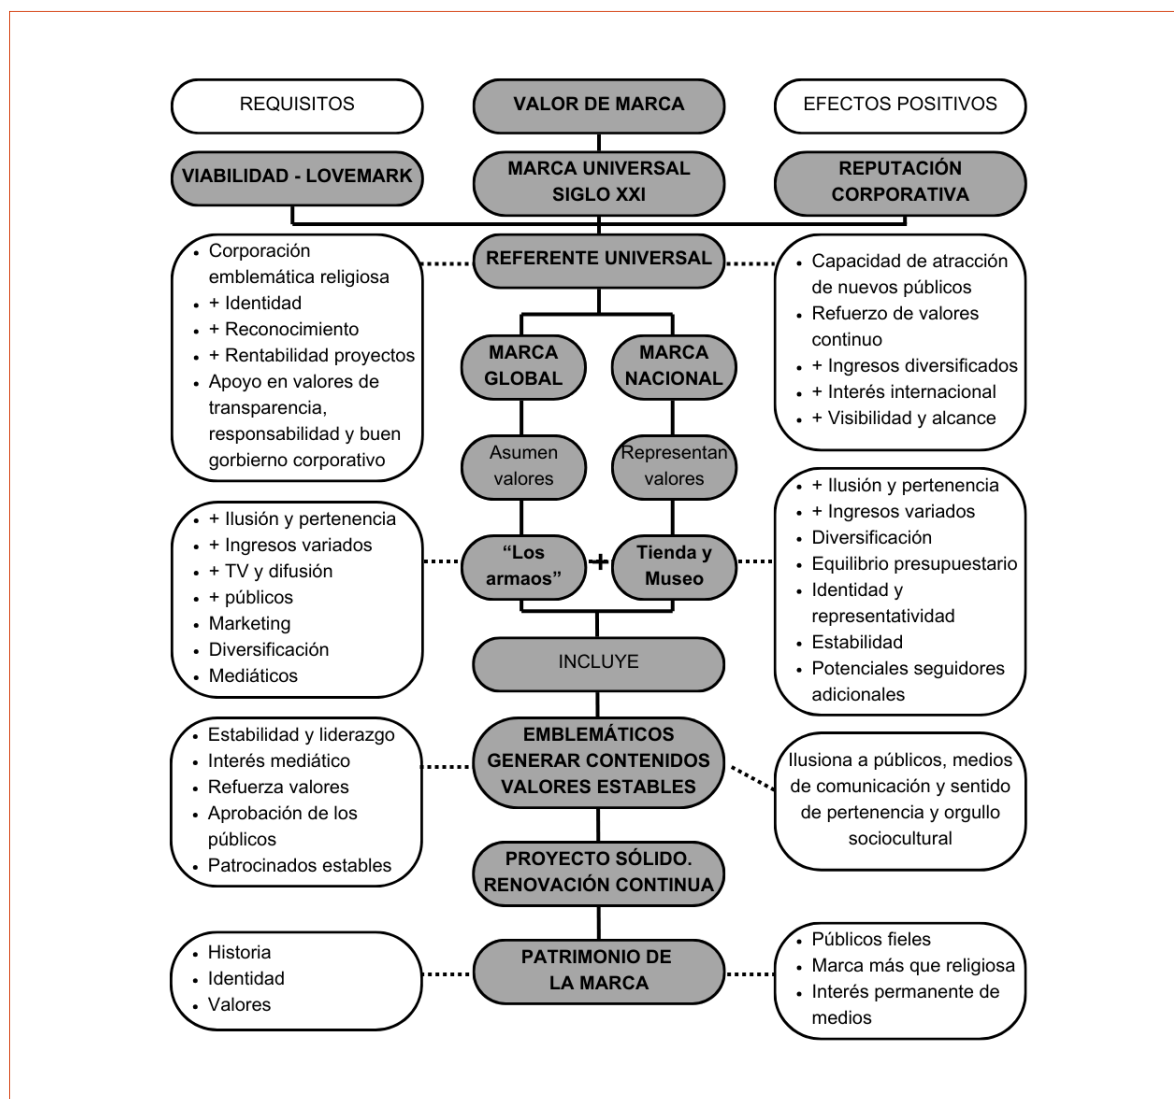 REQUISITOS
VALOR DE MARCA
EFECTOS POSITIVOS
VIABILIDAD - LOVEMARK
MARCA UNIVERSAL
SIGLO XXI
REPUTACIÓN
CORPORATIVA
• Corporación
emblemática religiosa
• + Identidad
• + Reconocimiento
• + Rentabilidad proyectos
• Apoyo en valores de
transparencia,
responsabilidad y buen
gorbierno corporativo
REFERENTE UNIVERSAL
• Capacidad de atracción
de nuevos públicos
• Refuerzo de valores
continuo
• + Ingresos diversificados
• + Interés internacional
• + Visibilidad y alcance
MARCA
GLOBAL
MARCA
NACIONAL
Asumen
valores
Representan
valores
• + Ilusión y pertenencia
• + Ingresos variados
• + TV y difusión
• + públicos
• Marketing
• Diversificación
• Mediáticos
“Los
armaos”
+
Tienda y
Museo
• + Ilusión y pertenencia
• + Ingresos variados
• Diversificación
• Equilibrio presupuestario
• Identidad y
representatividad
• Estabilidad
• Potenciales seguidores
adicionales
INCLUYE
• Estabilidad y liderazgo
• Interés mediático
• Refuerza valores
• Aprobación de los
públicos
• Patrocinados estables
EMBLEMÁTICOS
GENERAR CONTENIDOS
VALORES ESTABLES
Ilusiona a públicos, medios
de comunicación y sentido
de pertenencia y orgullo
sociocultural
PROYECTO SÓLIDO.
RENOVACIÓN CONTINUA
• Historia
• Identidad
• Valores
PATRIMONIO DE
LA MARCA
• Públicos fieles
• Marca más que religiosa
• Interés permanente de
medios